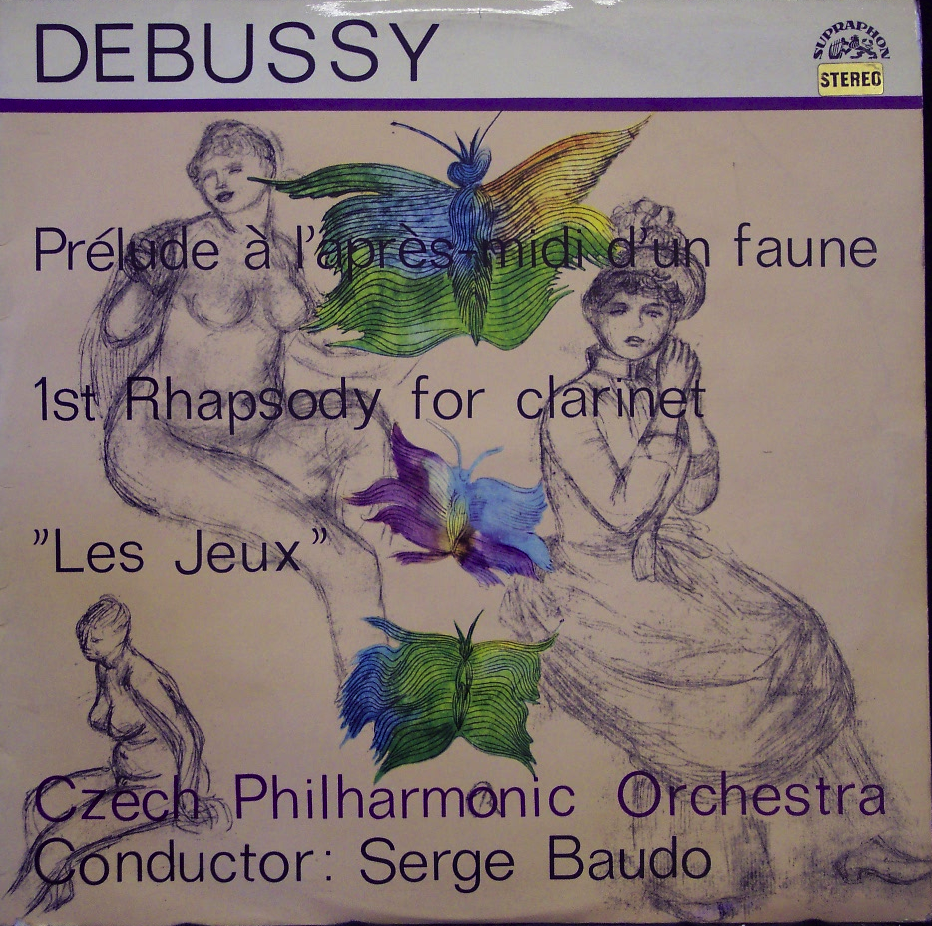 DEBUSSY
SUPRAPHON
STEREO
Prélude à l'après-midi d'un faune
1st Rhapsody for clarinet
”Les Jeux”
Czech Philharmonic Orchestra
Conductor: Serge Baudo